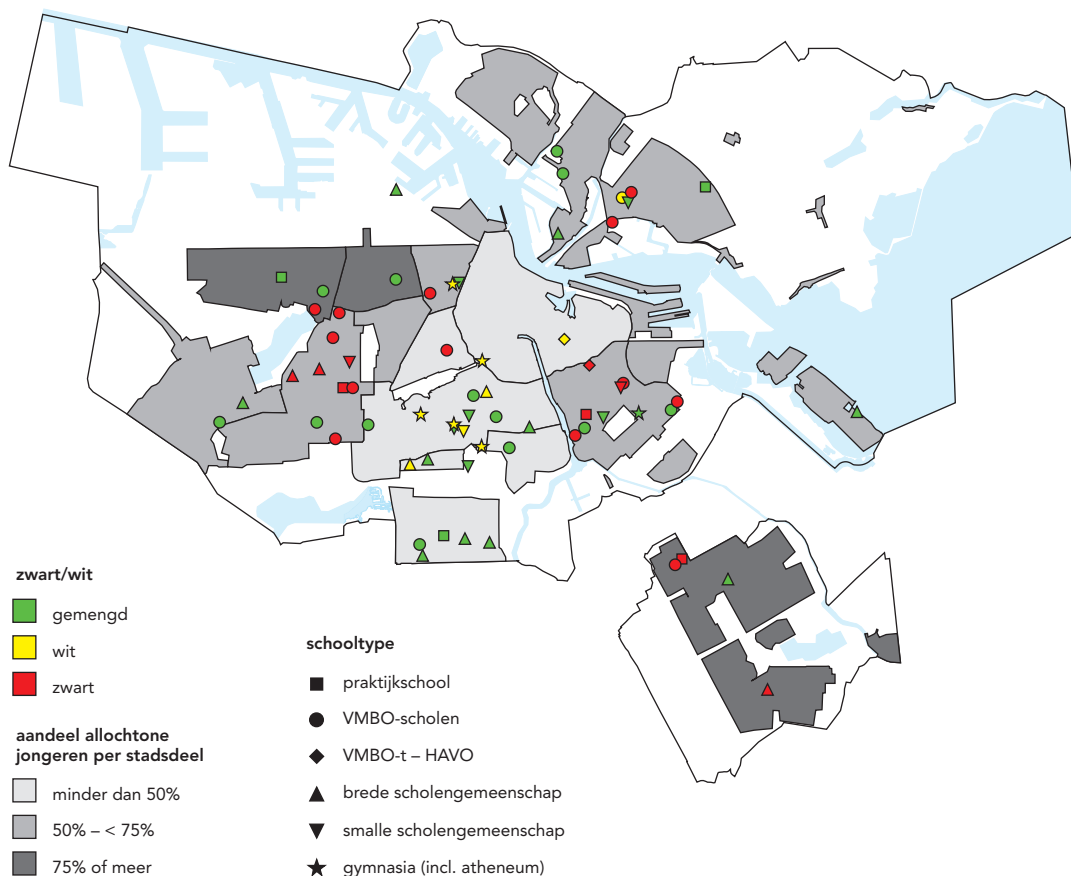 zwart/wit
gemengd
wit
zwart
aandeel allochtone
jongeren per stadsdeel
minder dan 50%
50% – < 75%
75% of meer
schooltype
praktijkschool
VMBO-scholen
VMBO-t – HAVO
brede scholengemeenschap
smalle scholengemeenschap
gymnasia (incl. atheneum)